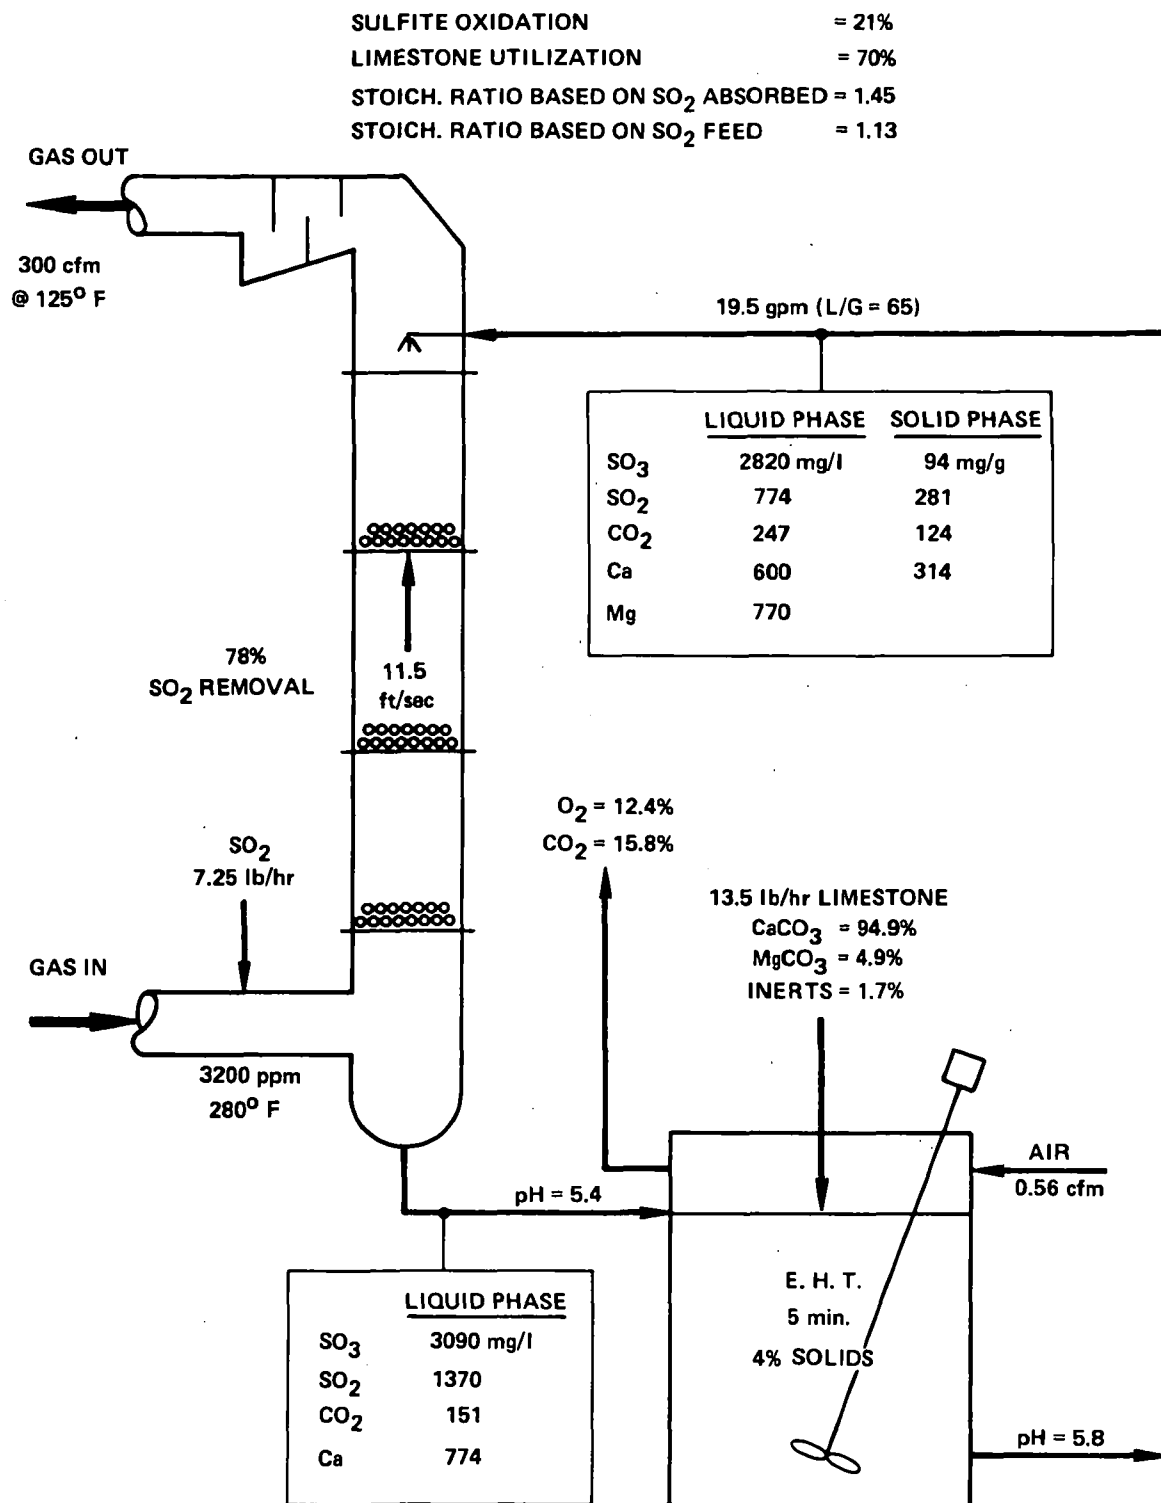 SULFITE OXIDATION = 21%
LIMESTONE UTILIZATION = 70%
STOICH. RATIO BASED ON SO2 ABSORBED = 1.45
STOICH. RATIO BASED ON SO2 FEED = 1.13
GAS OUT
300 cfm
@ 125° F
19.5 gpm (L/G = 65)
LIQUID PHASE SOLID PHASE
SO3 2820 mg/l 94 mg/g
SO2 774 281
CO2 247 124
Ca 600 314
Mg 770
78%
SO2 REMOVAL
11.5
ft/sec
O2 = 12.4%
CO2 = 15.8%
SO2
7.25 lb/hr
13.5 lb/hr LIMESTONE
CaCO3 = 94.9%
MgCO3 = 4.9%
INERTS = 1.7%
GAS IN
3200 ppm
280° F
AIR
0.56 cfm
pH = 5.4
E. H. T.
5 min.
4% SOLIDS
LIQUID PHASE
SO3 3090 mg/l
SO2 1370
CO2 151
Ca 774
pH = 5.8